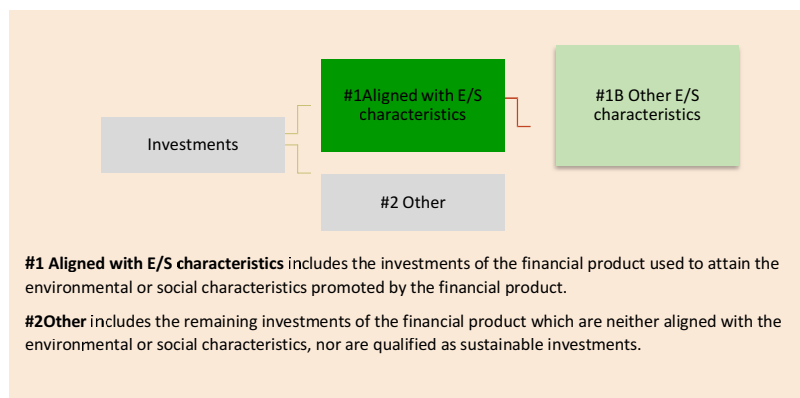 #1Aligned with E/S
characteristics
#1B Other E/S
characteristics
Investments
#2 Other
#1 Aligned with E/S characteristics includes the investments of the financial product used to attain the
environmental or social characteristics promoted by the financial product.
#2Other includes the remaining investments of the financial product which are neither aligned with the
environmental or social characteristics, nor are qualified as sustainable investments.